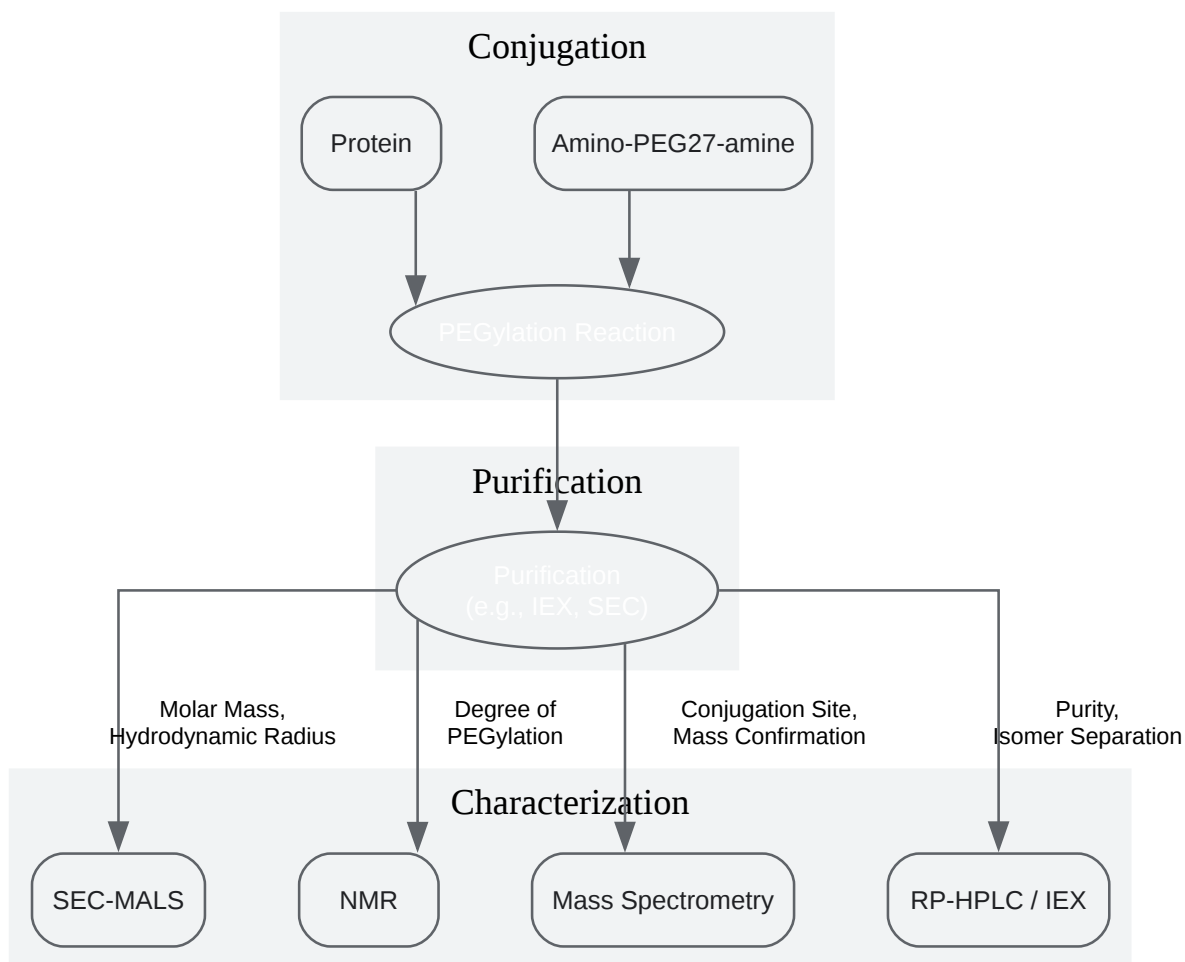 Conjugation
Protein
Amino-PEG27-amine
PEGylation Reaction
Purification
Purification
(e.g., IEX, SEC)
Molar Mass,
Hydrodynamic Radius
Degree of
PEGylation
Conjugation Site,
Mass Confirmation
Purity,
Isomer Separation
Characterization
SEC-MALS
NMR
Mass Spectrometry
RP-HPLC / IEX